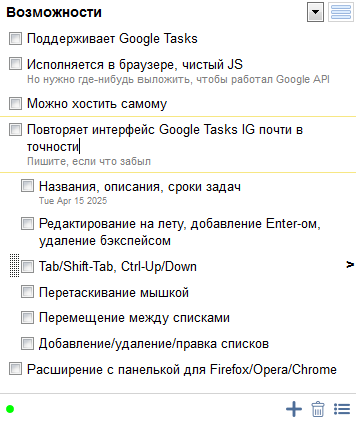 Возможности
Поддерживает Google Tasks
Исполняется в браузере, чистый JS
Но нужно где-нибудь выложить, чтобы работал Google API
Можно хостить самому
Повторяет интерфейс Google Tasks IG почти в
точности
Пишите, если что забыл
Названия, описания, сроки задач
Tue Apr 15 2025
Редактирование на лету, добавление Enter-ом,
удаление бэкспейсом
Tab/Shift-Tab, Ctrl-Up/Down
Перетаскивание мышкой
Перемещение между списками
Добавление/удаление/правка списков
Расширение с панелькой для Firefox/Opera/Chrome